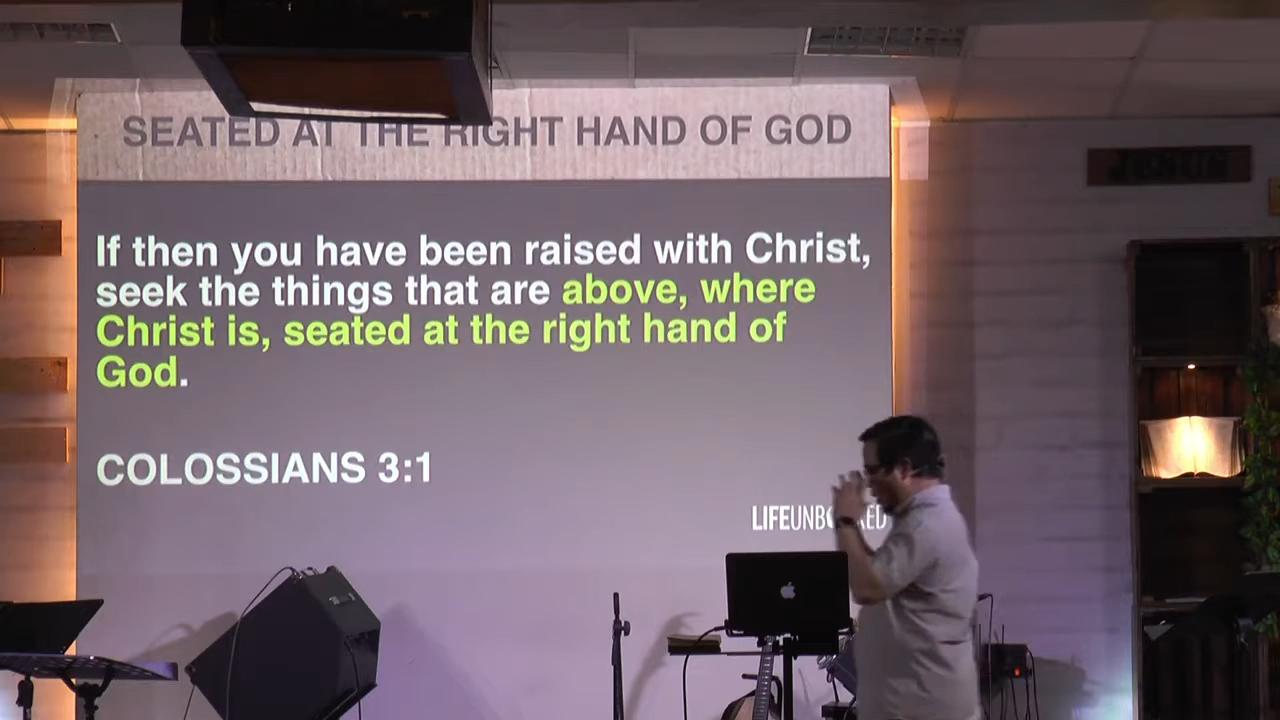 SEATED AT THE RIGHT HAND OF GOD
If then you have been raised with Christ,
seek the things that are above, where
Christ is, seated at the right hand of
God.
COLOSSIANS 3:1